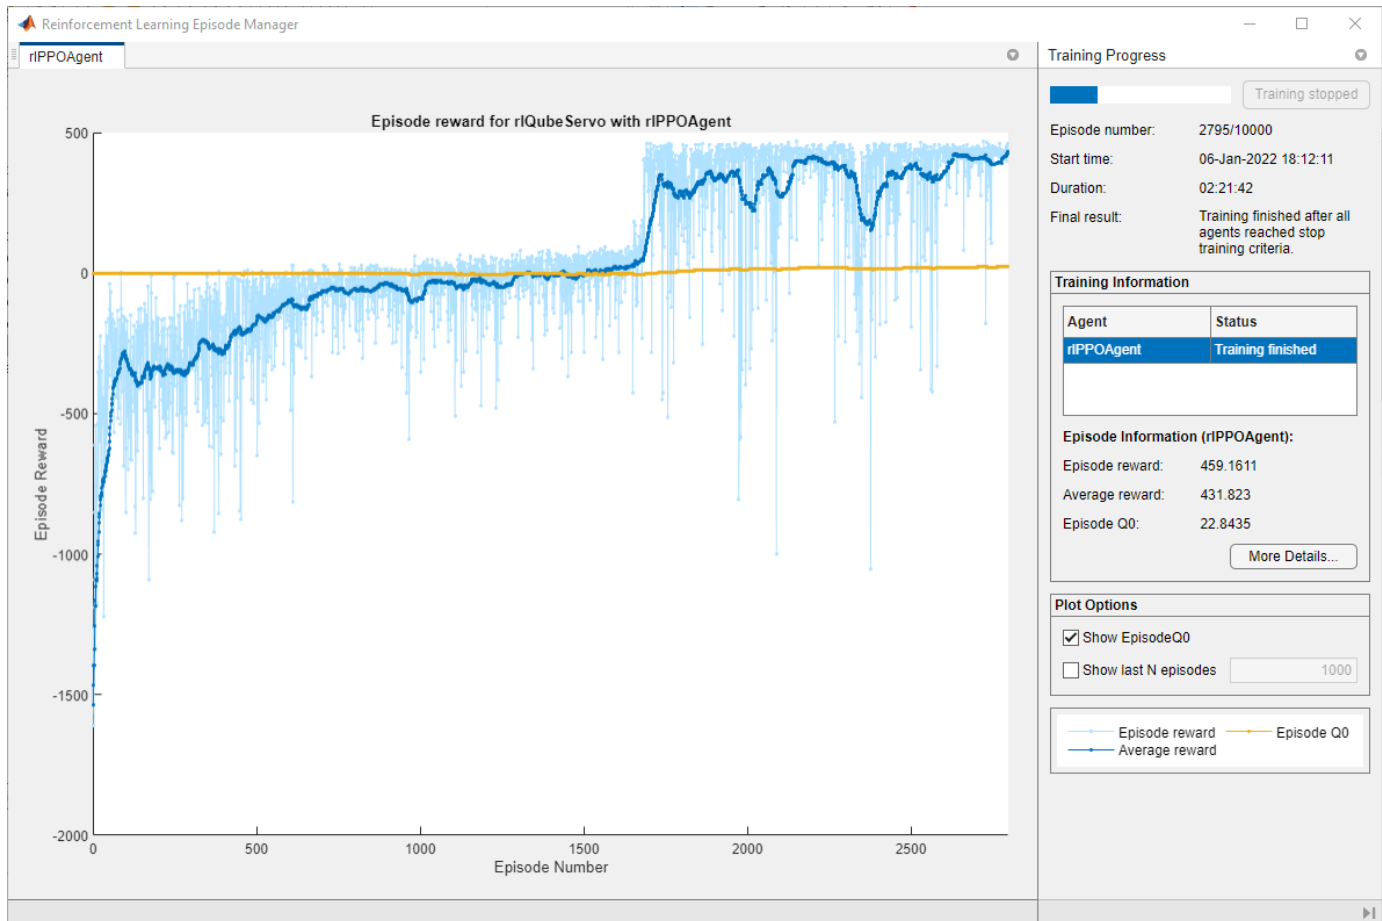 Reinforcement Learning Episode Manager
rlPPOAgent
Episode reward for rlQubeServo with rlPPOAgent
500
0
-500
-1000
-1500
-2000
Episode Reward
0 500 1000 1500 2000 2500
Episode Number
Training Progress
Training stopped
Episode number: 2795/10000
Start time: 06-Jan-2022 18:12:11
Duration: 02:21:42
Final result: Training finished after all
agents reached stop
training criteria.
Training Information
Agent Status
rlPPOAgent Training finished
Episode Information (rlPPOAgent):
Episode reward: 459.1611
Average reward: 431.823
Episode Q0: 22.8435
More Details...
Plot Options
Show EpisodeQ0
Show last N episodes 1000
Episode reward Episode Q0
Average reward